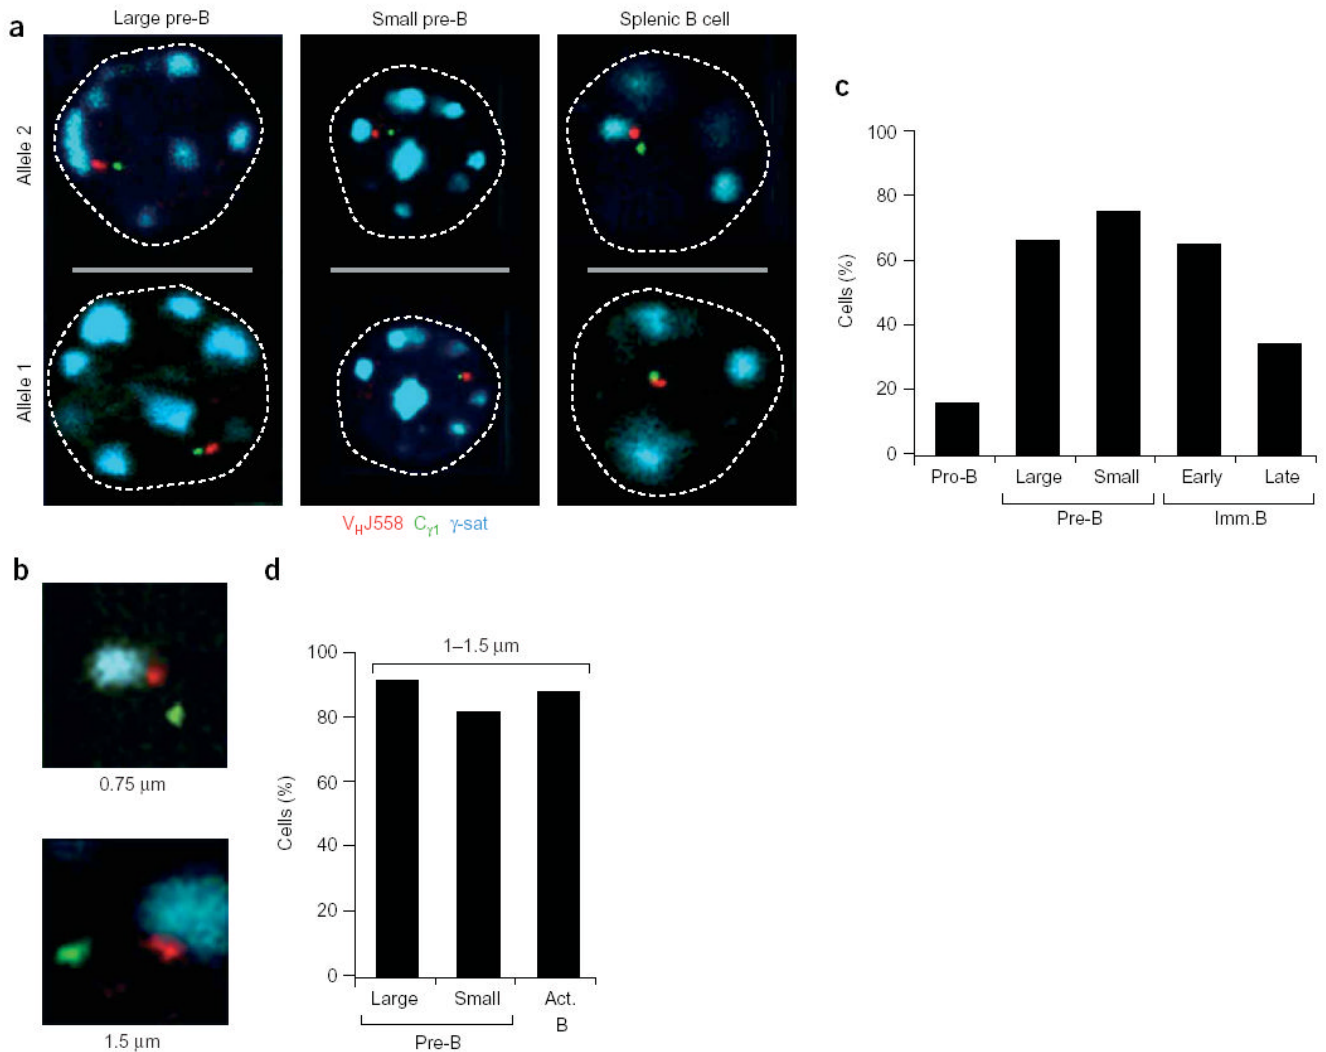 a
Large pre-B
Small pre-B
Splenic B cell
Allele 2
Allele 1
V_HJ558 C_γ1 γ-sat
c
Cells (%)
100
80
60
40
20
0
Pro-B
Large
Small
Early
Late
Pre-B
Imm.B
b
0.75 μm
1.5 μm
d
1–1.5 μm
Cells (%)
100
80
60
40
20
0
Large
Small
Act.
B
Pre-B